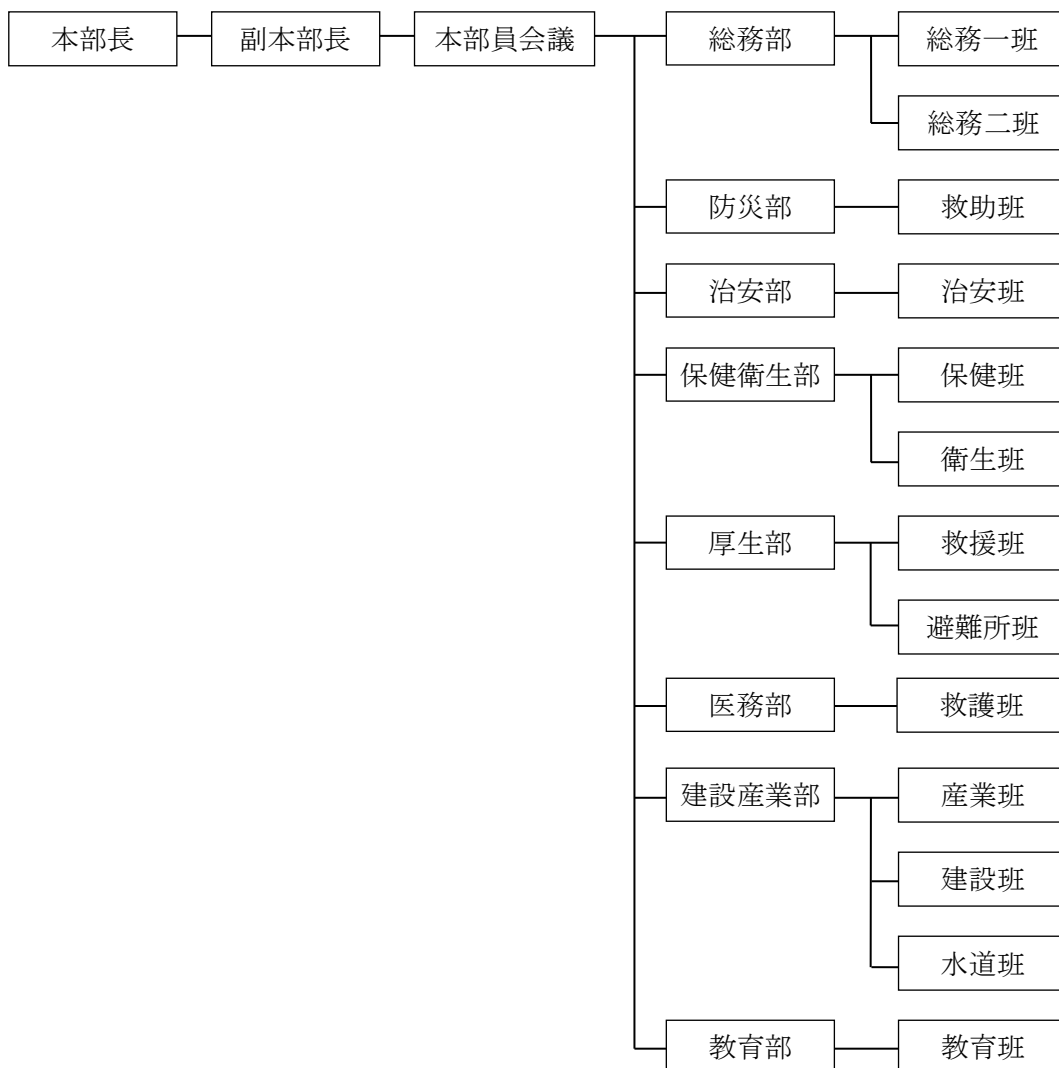 本部長 副本部長 本部員会議 総務部 総務一班
総務二班
防災部 救助班
治安部 治安班
保健衛生部 保健班
衛生班
厚生部 救援班
避難所班
医務部 救護班
建設産業部 産業班
建設班
水道班
教育部 教育班